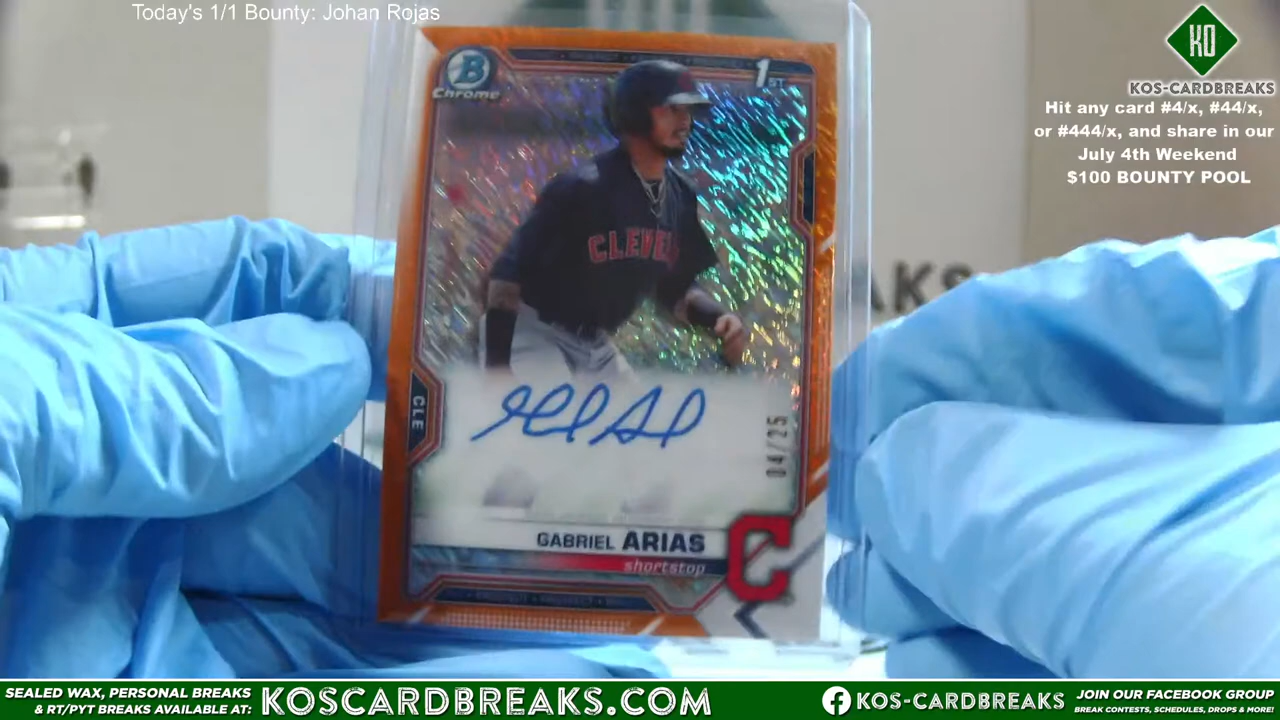 Today's 1/1 Bounty: Johan Rojas
KO
KOS-CARDBREAKS
Hit any card #4/x, #44/x,
or #444/x, and share in our
July 4th Weekend
$100 BOUNTY POOL
B
Chrome
1ST
CLEVEL
CLE
04/25
GABRIEL ARIAS
shortstop
C
SEALED WAX, PERSONAL BREAKS
& RT/PYT BREAKS AVAILABLE AT:
KOSCARDBREAKS.COM
KOS-CARDBREAKS
JOIN OUR FACEBOOK GROUP
BREAK CONTESTS, SCHEDULES, DROPS & MORE!